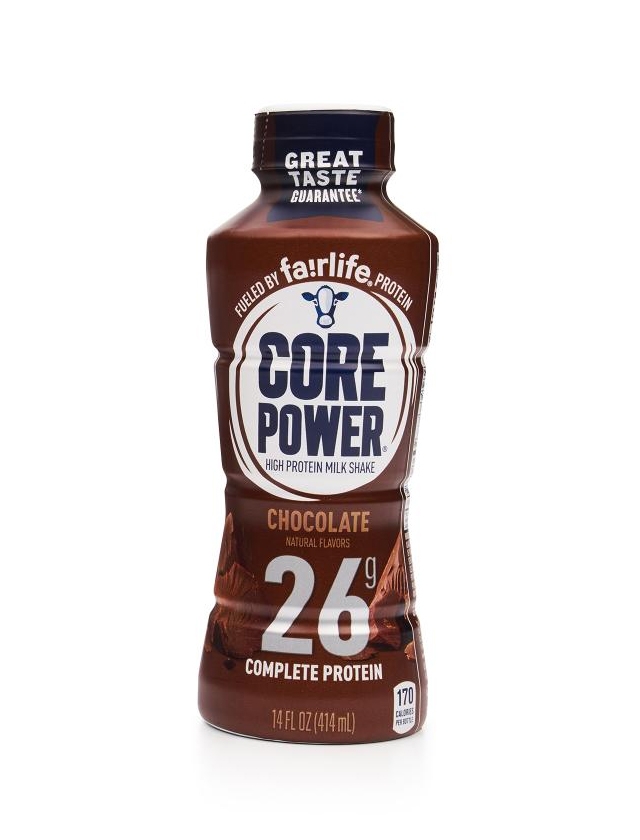 GREAT
TASTE
GUARANTEE*
FUELED BY fa!rlife® PROTEIN
CORE
POWER®
HIGH PROTEIN MILK SHAKE
CHOCOLATE
NATURAL FLAVORS
26g
COMPLETE PROTEIN
170
CALORIES
PER BOTTLE
14 FL OZ (414 mL)